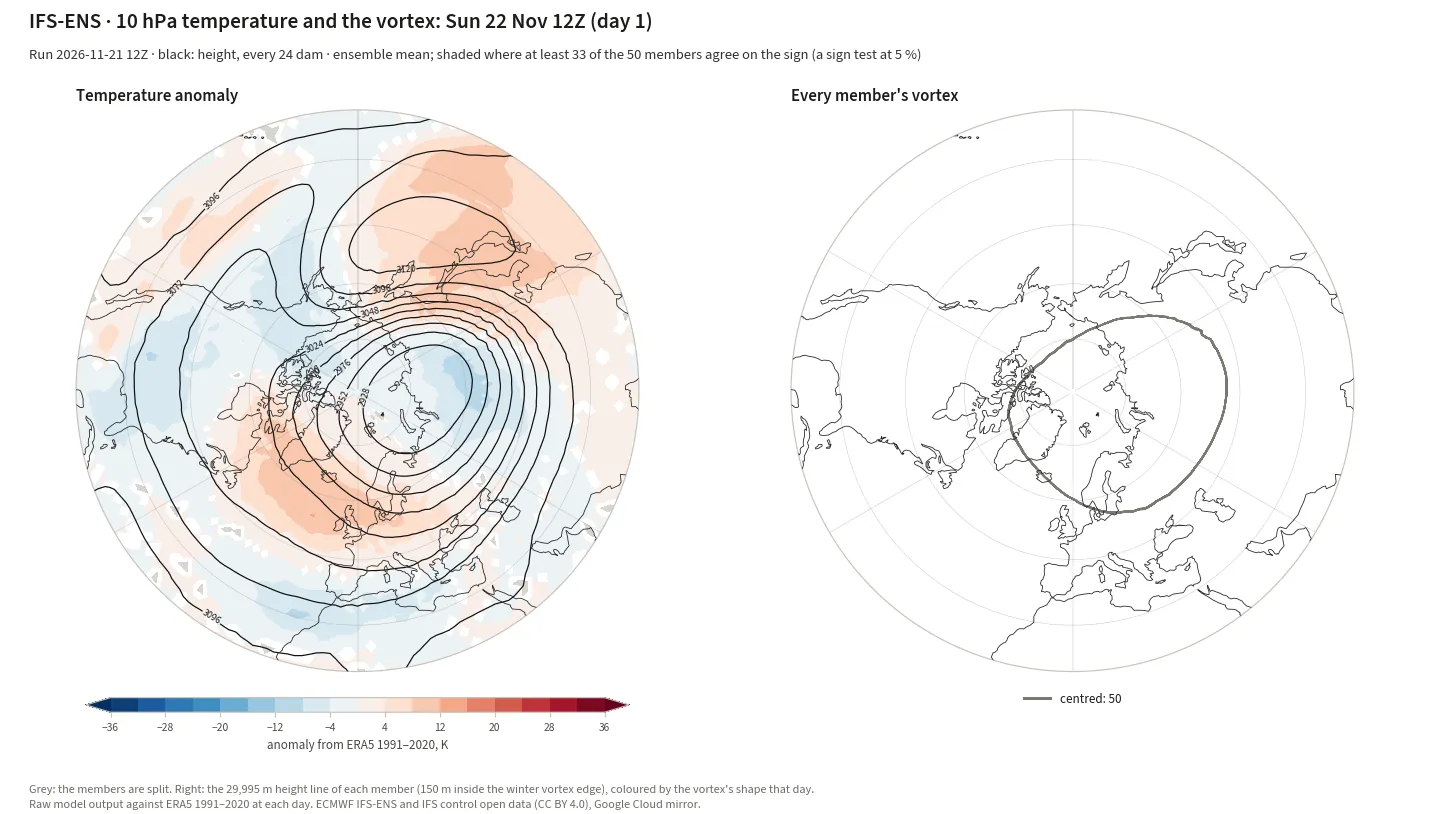 IFS-ENS · 10 hPa temperature and the vortex: Sun 22 Nov 12Z (day 1)
Run 2026-11-21 12Z · black: height, every 24 dam · ensemble mean; shaded where at least 33 of the 50 members agree on the sign (a sign test at 5 %)
Temperature anomaly
Every member's vortex
3096
3072
3120
3096
3048
3024
2976
2952
2928
3096
centred: 50
−36 −28 −20 −12 −4 4 12 20 28 36
anomaly from ERA5 1991–2020, K
Grey: the members are split. Right: the 29,995 m height line of each member (150 m inside the winter vortex edge), coloured by the vortex's shape that day.
Raw model output against ERA5 1991–2020 at each day. ECMWF IFS-ENS and IFS control open data (CC BY 4.0), Google Cloud mirror.